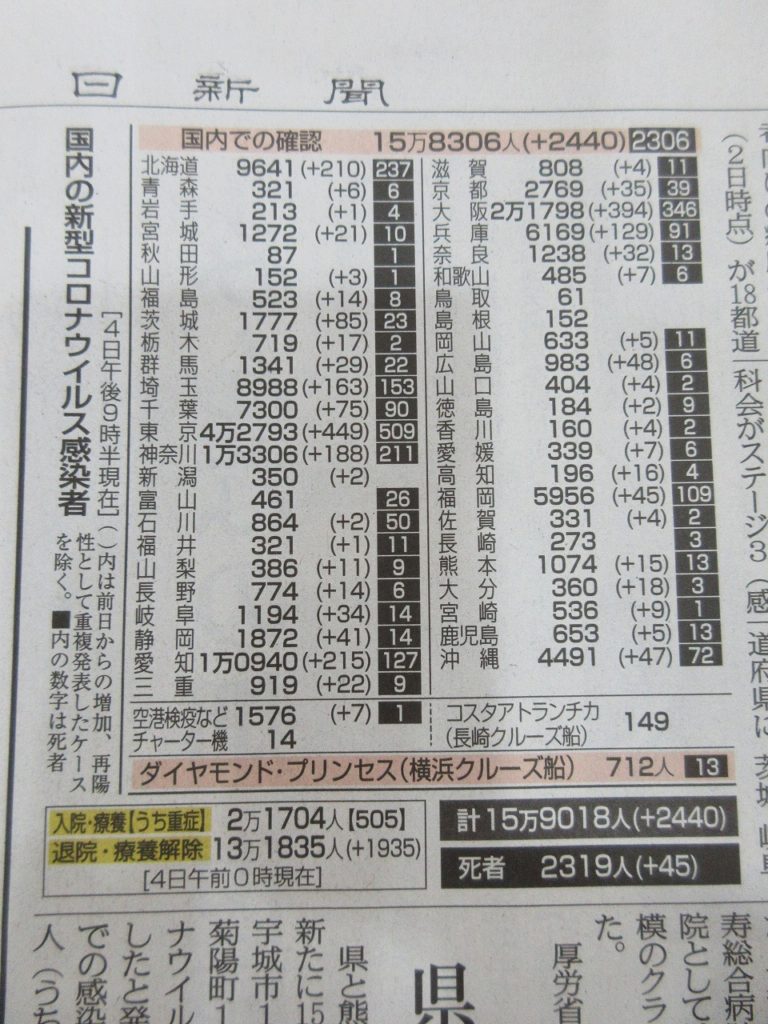 日新聞
国内の新型コロナウイルス感染者
[4日午後9時半現在]
( )内は前日からの増加、再陽
性として重複発表したケース
を除く。■内の数字は死者
国内での確認 15万8306人(+2440) 2306
北海道 9641(+210) 237
青森 321 (+6) 6
岩手 213 (+1) 4
宮城 1272 (+21) 10
秋田 87 1
山形 152 (+3) 1
福島 523 (+14) 8
茨城 1777 (+85) 23
栃木 719 (+17) 2
群馬 1341 (+29) 22
埼玉 8988(+163) 153
千葉 7300 (+75) 90
東京 4万2793(+449) 509
神奈川 1万3306(+188) 211
新潟 350 (+2)
富山 461 26
石川 864 (+2) 50
福井 321 (+1) 11
山梨 386 (+11) 9
長野 774 (+14) 6
岐阜 1194 (+34) 14
静岡 1872 (+41) 14
愛知 1万0940(+215) 127
三重 919 (+22) 9
滋賀 808 (+4) 11
京都 2769 (+35) 39
大阪 2万1798(+394) 346
兵庫 6169(+129) 91
奈良 1238 (+32) 13
和歌山 485 (+7) 6
鳥取 61
島根 152
岡山 633 (+5) 11
広島 983 (+48) 6
山口 404 (+4) 2
徳島 184 (+2) 9
香川 160 (+4) 2
愛媛 339 (+7) 6
高知 196 (+16) 4
福岡 5956 (+45) 109
佐賀 331 (+4) 2
長崎 273 3
熊本 1074 (+15) 13
大分 360 (+18) 3
宮崎 536 (+9) 1
鹿児島 653 (+5) 13
沖縄 4491 (+47) 72
空港検疫など 1576 (+7) 1
チャーター機 14
コスタアトランチカ
(長崎クルーズ船) 149
ダイヤモンド・プリンセス(横浜クルーズ船) 712人 13
入院・療養【うち重症】 2万1704人【505】
退院・療養解除 13万1835人(+1935)
[4日午前0時現在]
計15万9018人(+2440)
死者 2319人(+45)
(2日時点)が18都道
科会がステージ3(感
道府県に
茨城
寿総合病
院として
模のクラ
た。
厚労省
県
県と熊
新たに15
宇城市1
菊陽町1
ナウイル
したと発
での感染
人(うち